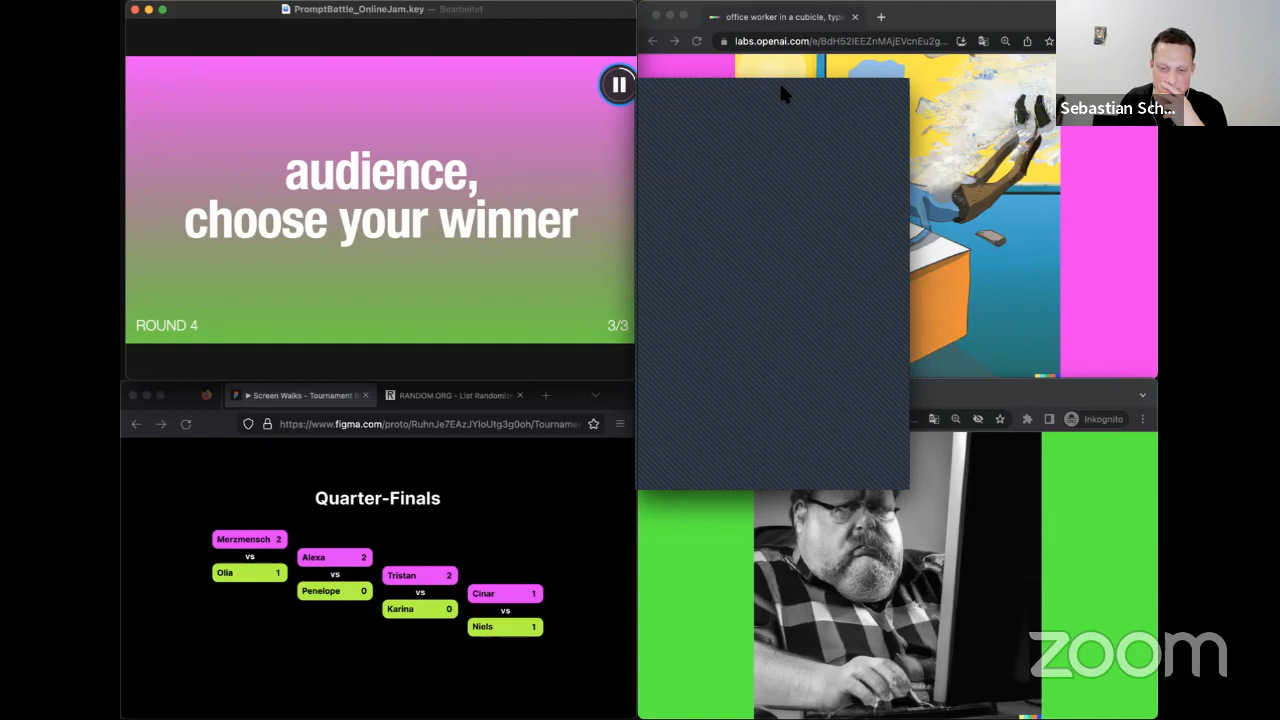 PromptBattle_OnlineJam.key — Bearbeitet
audience,
choose your winner
ROUND 4
3/3
office worker in a cubicle, typ
labs.openai.com/e/BdH52IEEZnMAjEVcnEu2g...
Sebastian Sch...
Screen Walks - Tournament B
RANDOM.ORG - List Randomize
https://www.figma.com/proto/RuhnJe7EAzJYIoUtg3g0oh/Tourname
Inkognito
Quarter-Finals
Merzmensch 2
vs
Olia 1
Alexa 2
vs
Penelope 0
Tristan 2
vs
Karina 0
Cinar 1
vs
Niels 1
zoom